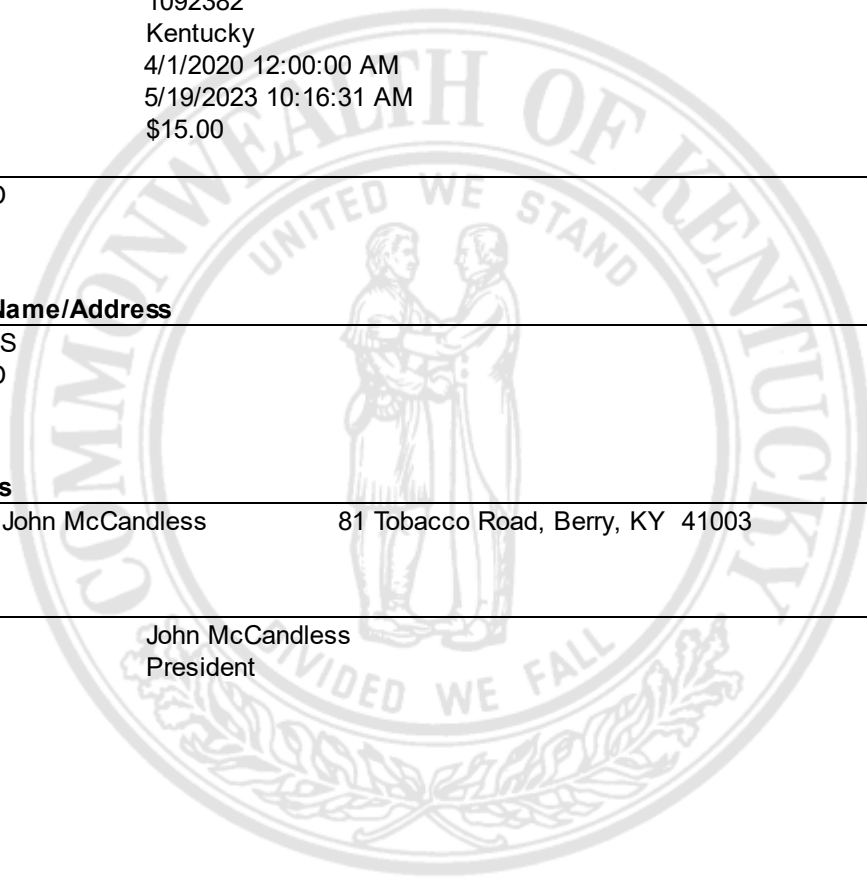 1092382
Kentucky
4/1/2020 12:00:00 AM
5/19/2023 10:16:31 AM
$15.00
D
Name/Address
S
D
s
John McCandless 81 Tobacco Road, Berry, KY 41003
John McCandless
President
COMMONWEALTH OF KENTUCKY
UNITED WE STAND
DIVIDED WE FALL